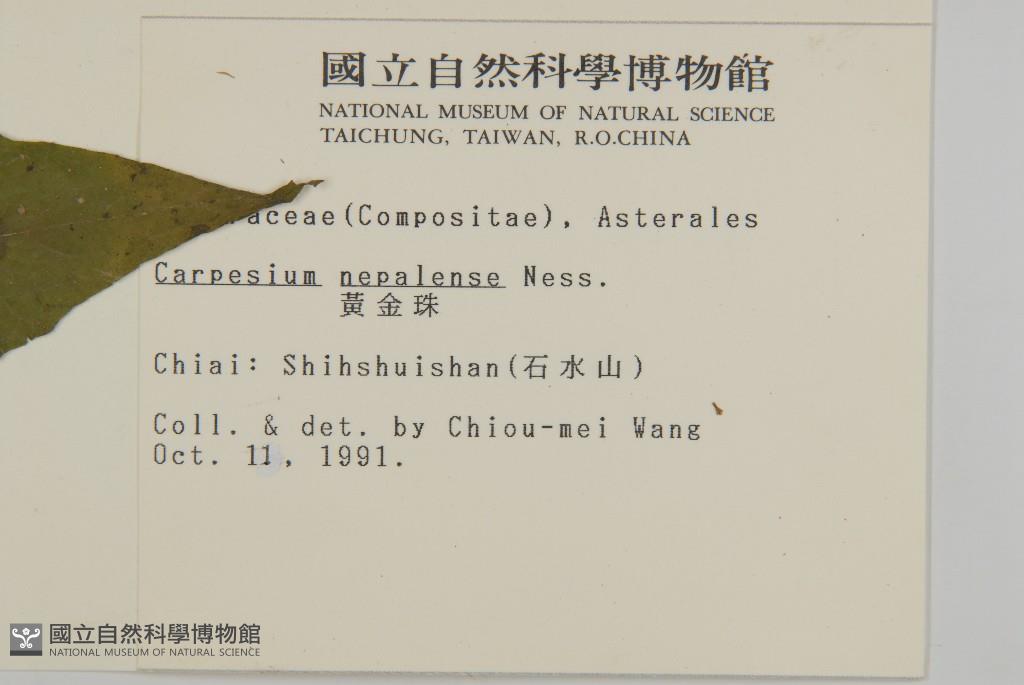 國立自然科學博物館
NATIONAL MUSEUM OF NATURAL SCIENCE
TAICHUNG, TAIWAN, R.O.CHINA
aceae(Compositae), Asterales
Carpesium nepalense Ness.
黃金珠
Chiai: Shihshuishan(石水山)
Coll. & det. by Chiou-mei Wang
Oct. 11, 1991.
國立自然科學博物館
NATIONAL MUSEUM OF NATURAL SCIENCE